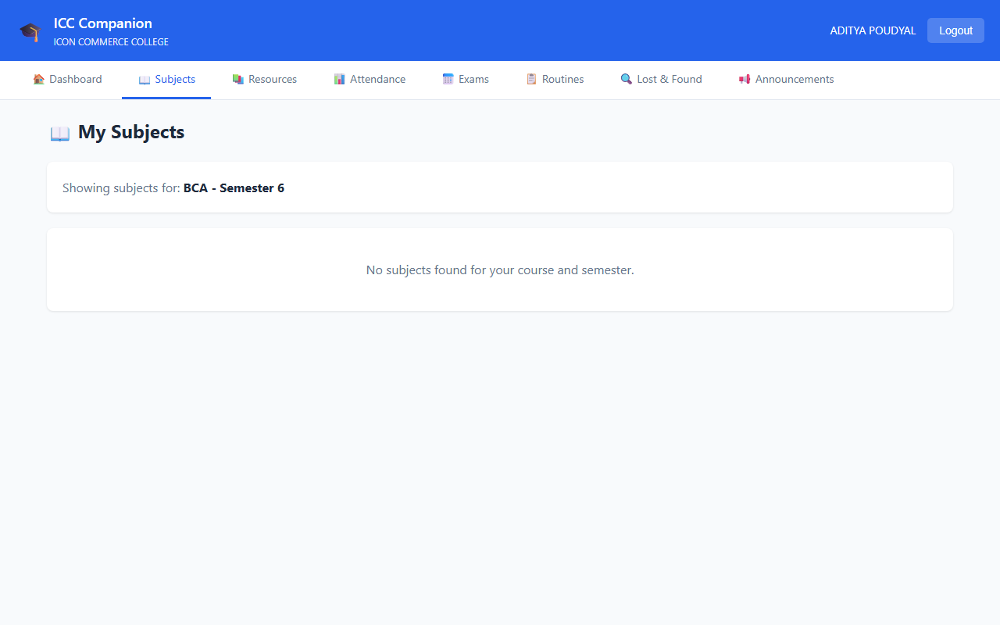 ICC Companion
ICON COMMERCE COLLEGE
ADITYA POUDYAL
Logout
Dashboard
Subjects
Resources
Attendance
Exams
Routines
Lost & Found
Announcements
My Subjects
Showing subjects for: BCA - Semester 6
No subjects found for your course and semester.